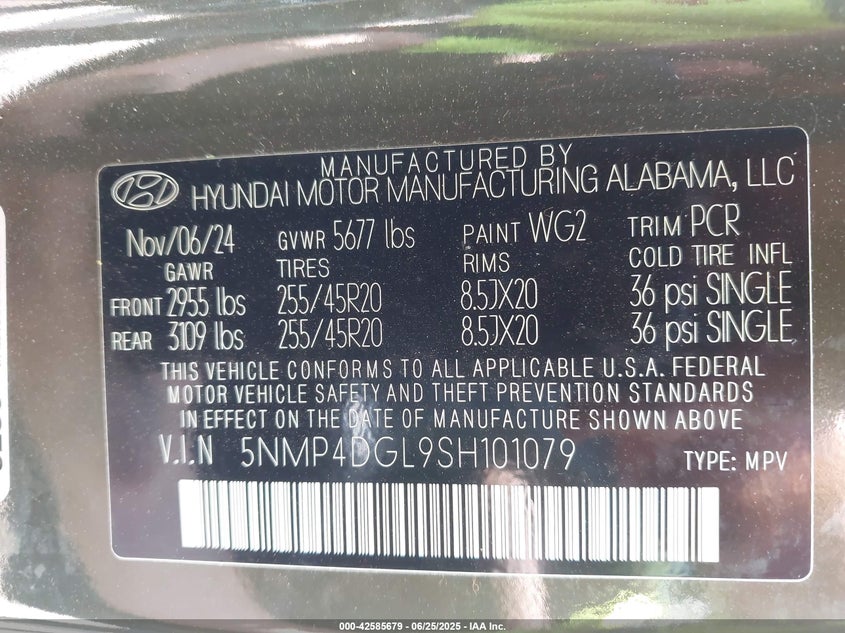 MANUFACTURED BY
HYUNDAI MOTOR MANUFACTURING ALABAMA, LLC
Nov/06/24 GVWR 5677 lbs PAINT WG2 TRIM PCR
GAWR TIRES RIMS COLD TIRE INFL
FRONT 2955 lbs 255/45R20 8.5JX20 36 psi SINGLE
REAR 3109 lbs 255/45R20 8.5JX20 36 psi SINGLE
THIS VEHICLE CONFORMS TO ALL APPLICABLE U.S.A. FEDERAL
MOTOR VEHICLE SAFETY AND THEFT PREVENTION STANDARDS
IN EFFECT ON THE DATE OF MANUFACTURE SHOWN ABOVE
V.I.N 5NMP4DGL9SH101079 TYPE: MPV
000-42585679 - 06/25/2025 - IAA Inc.